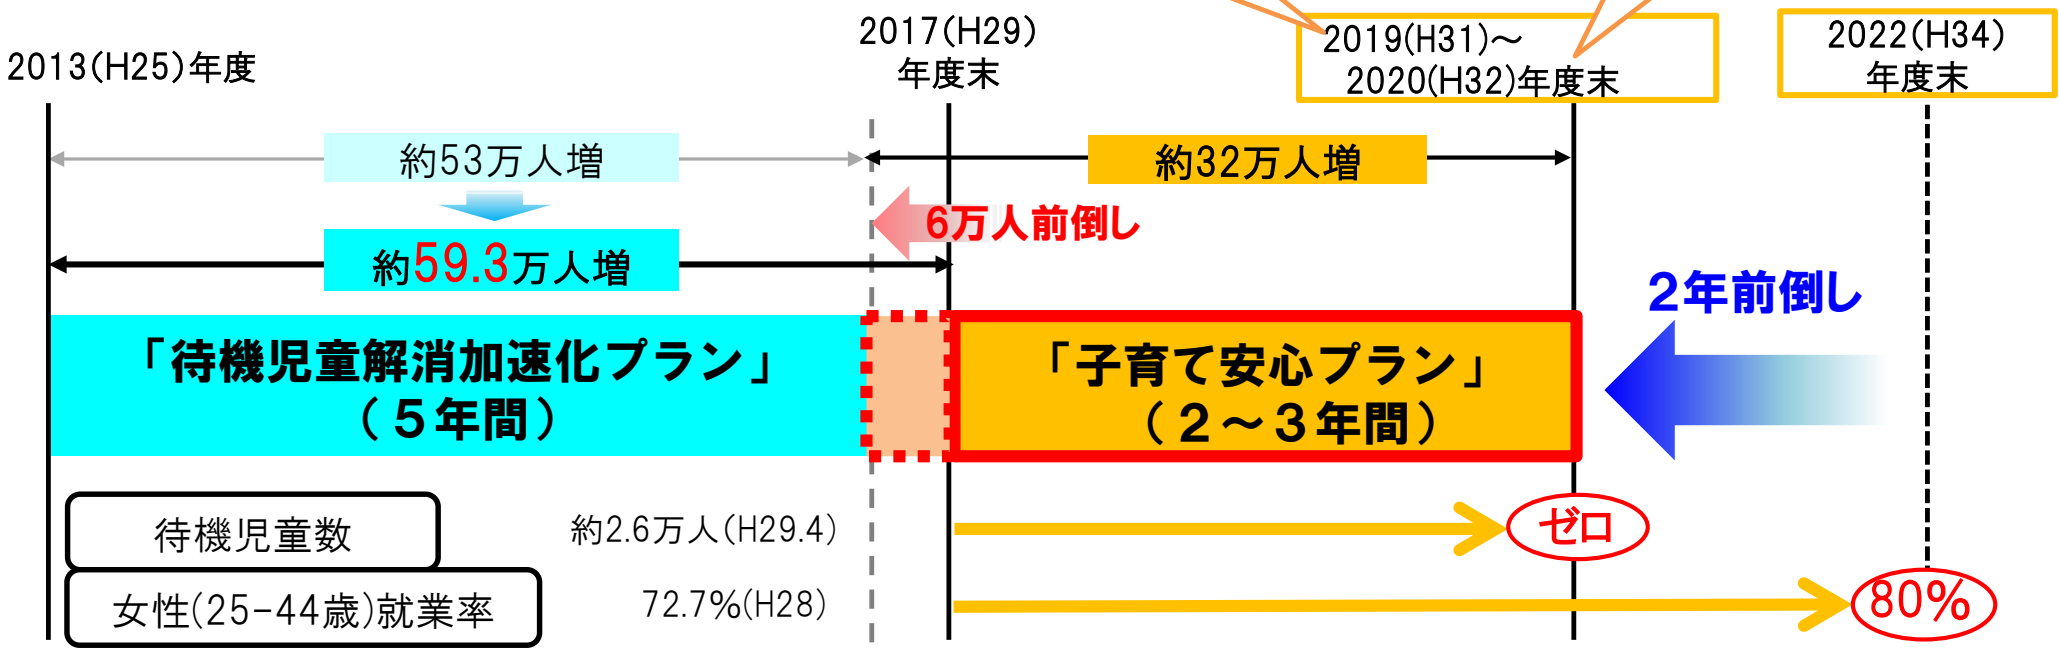 2013(H25)年度
2017(H29)
年度末
2019(H31)～
2020(H32)年度末
2022(H34)
年度末
約53万人増
約32万人増
6万人前倒し
約59.3万人増
2年前倒し
「待機児童解消加速化プラン」
（５年間）
「子育て安心プラン」
（２～３年間）
待機児童数
約2.6万人(H29.4)
ゼロ
女性(25-44歳)就業率
72.7%(H28)
80%